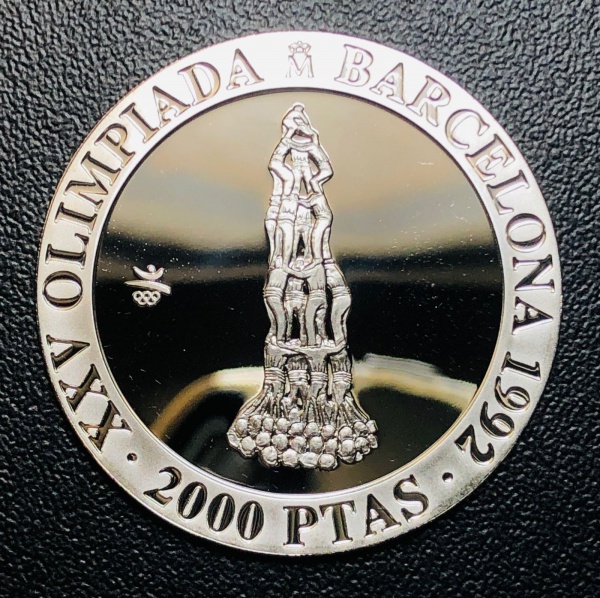 XXV OLIMPIADA M BARCELONA 1992 · 2000 PTAS ·